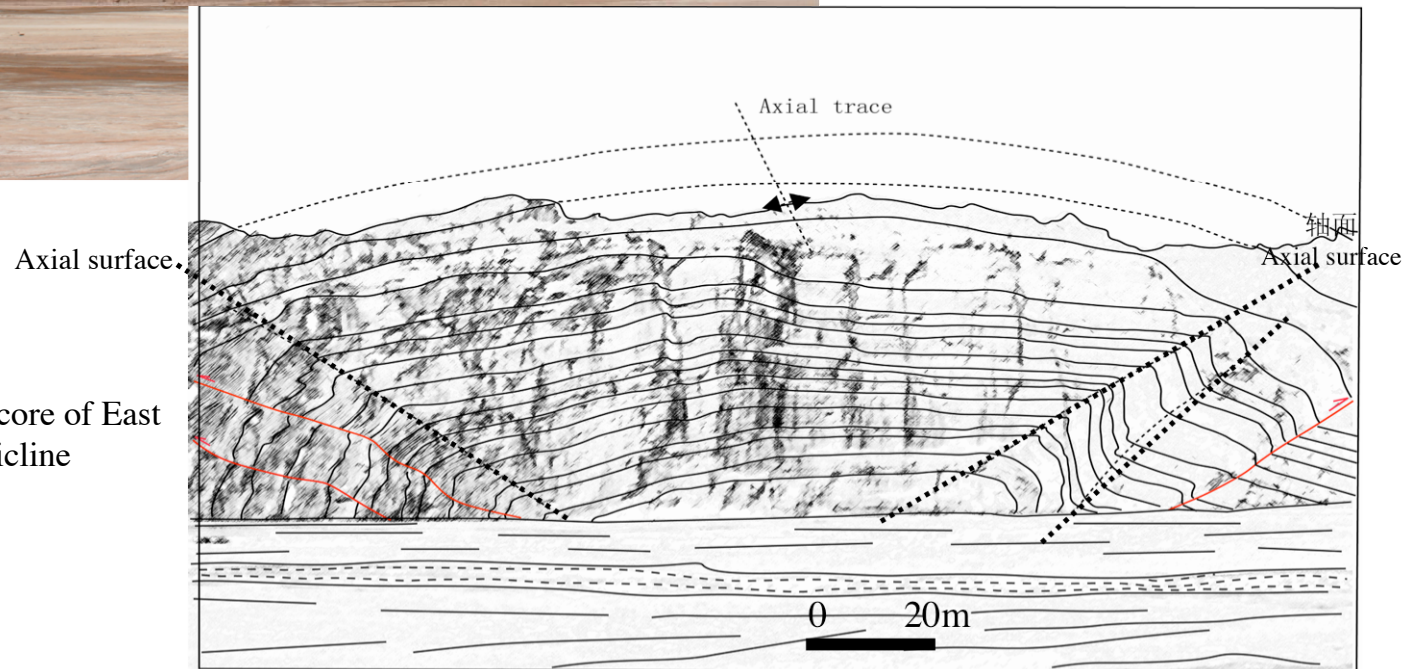 Axial trace
轴面
Axial surface
Axial surface
core of East
icline
0 20m